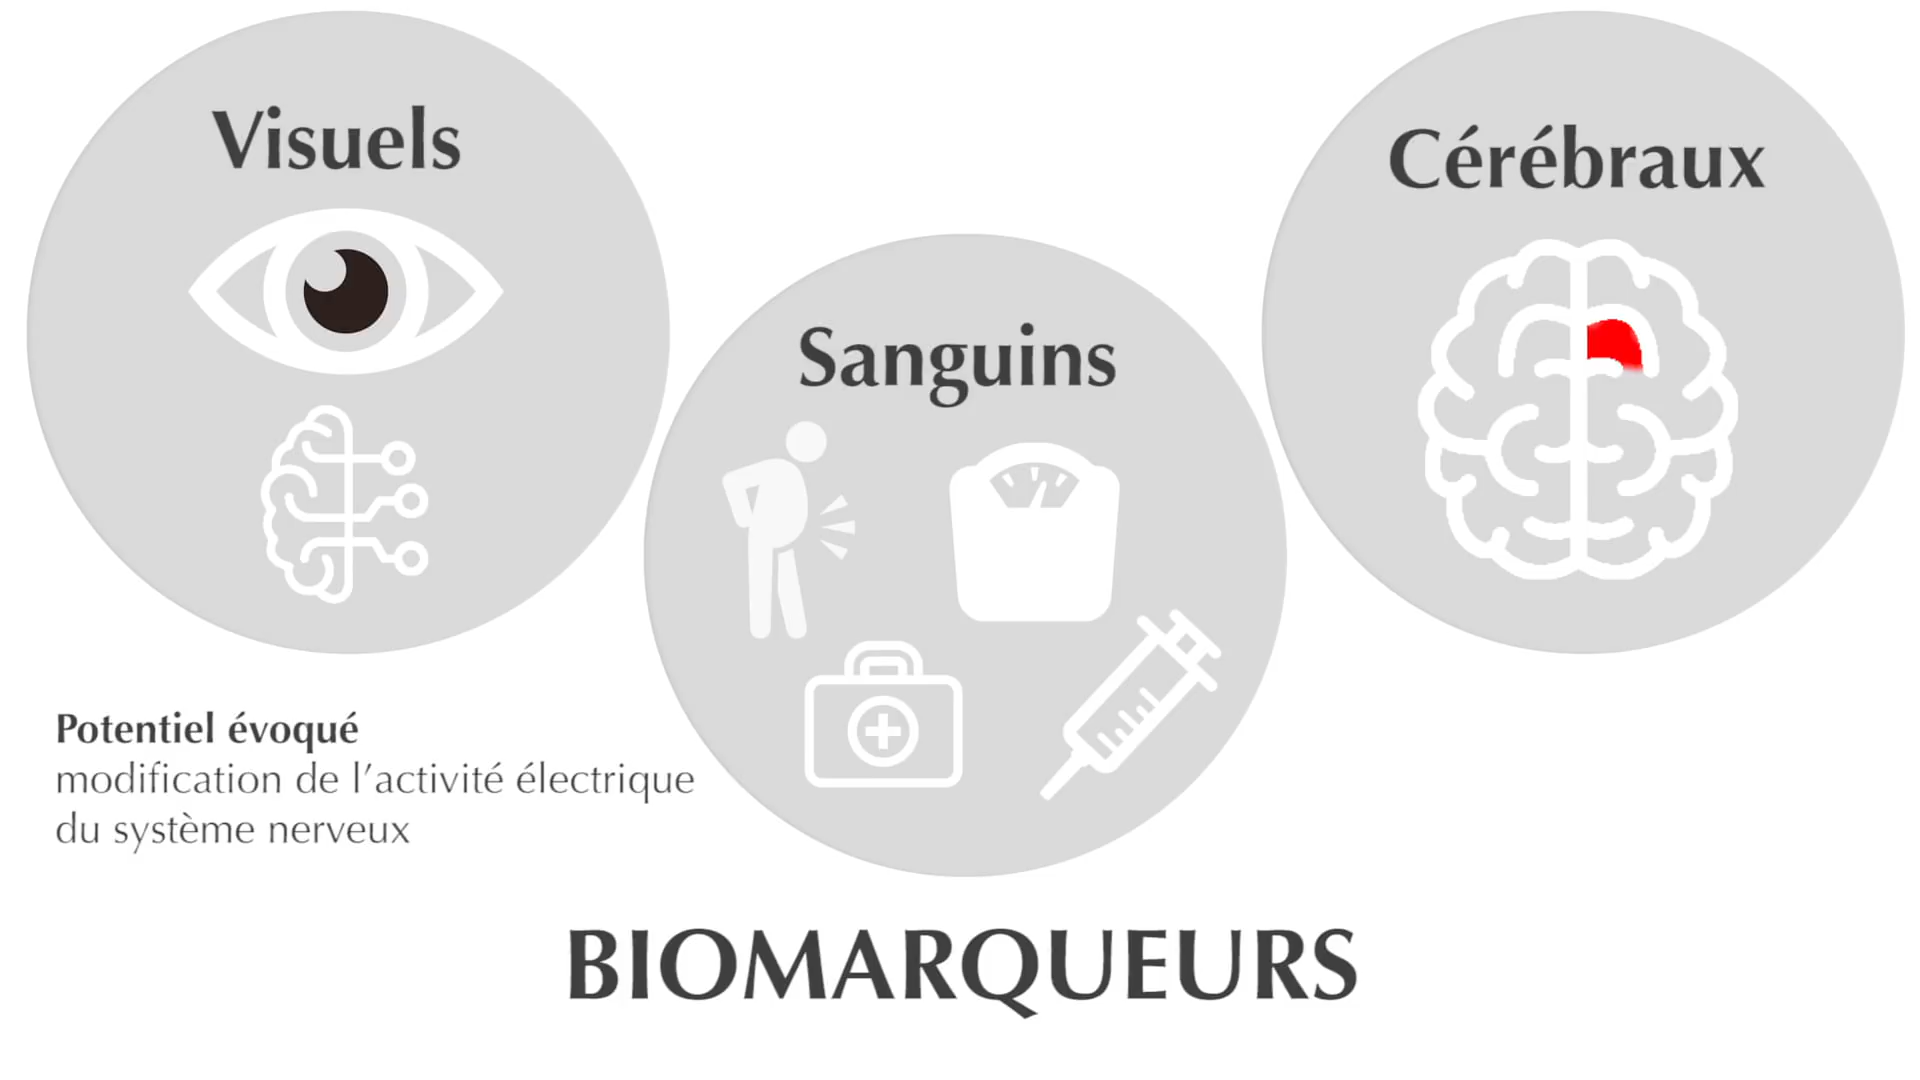 Visuels
Cérébraux
Sanguins
Potentiel évoqué
modification de l’activité électrique
du système nerveux
BIOMARQUEURS